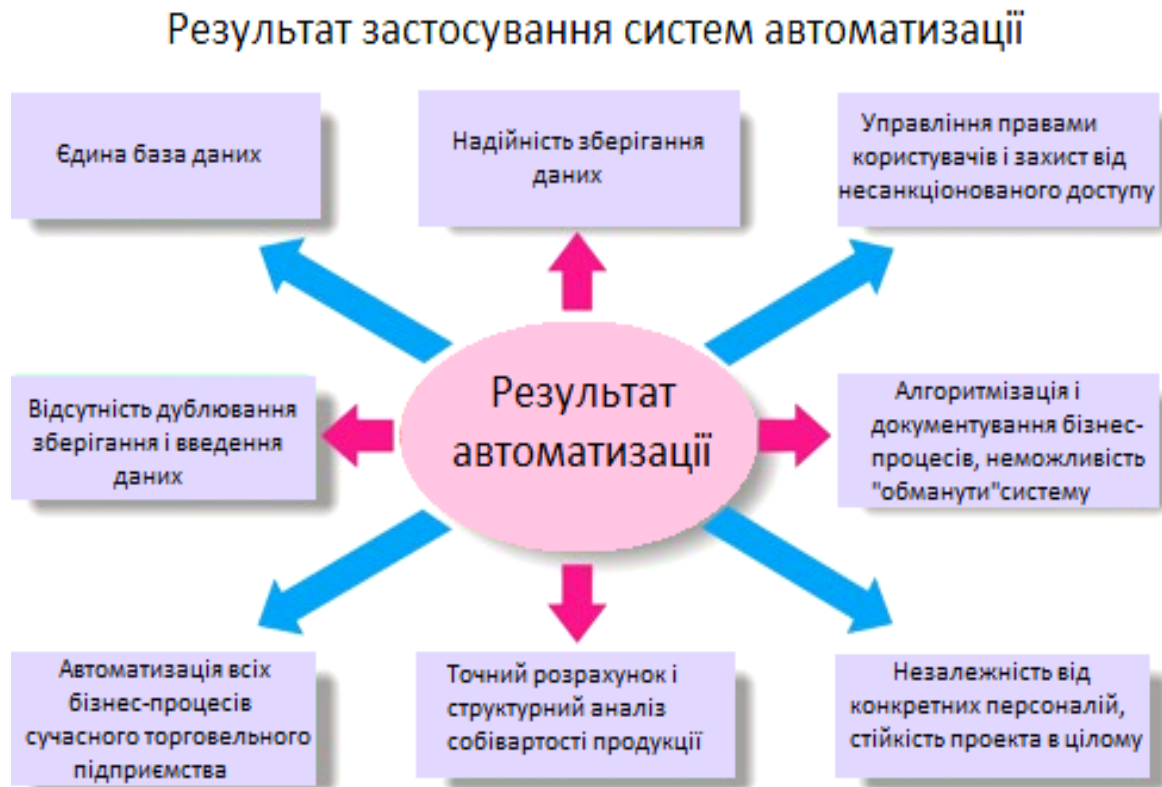 Результат застосування систем автоматизації
Єдина база даних
Надійність зберігання
даних
Управління правами
користувачів і захист від
несанкціонованого доступу
Відсутність дублювання
зберігання і введення
даних
Результат
автоматизації
Алгоритмізація і
документування бізнес-
процесів, неможливість
"обманути"систему
Автоматизація всіх
бізнес-процесів
сучасного торговельного
підприємства
Точний розрахунок і
структурний аналіз
собівартості продукції
Незалежність від
конкретних персоналій,
стійкість проекта в цілому